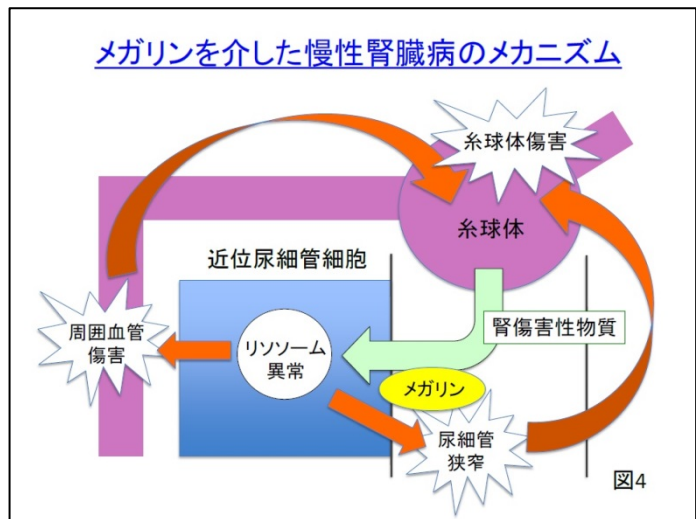 メガリンを介した慢性腎臓病のメカニズム
糸球体傷害
糸球体
近位尿細管細胞
腎傷害性物質
周囲血管
傷害
リソソーム
異常
メガリン
尿細管
狭窄
図4